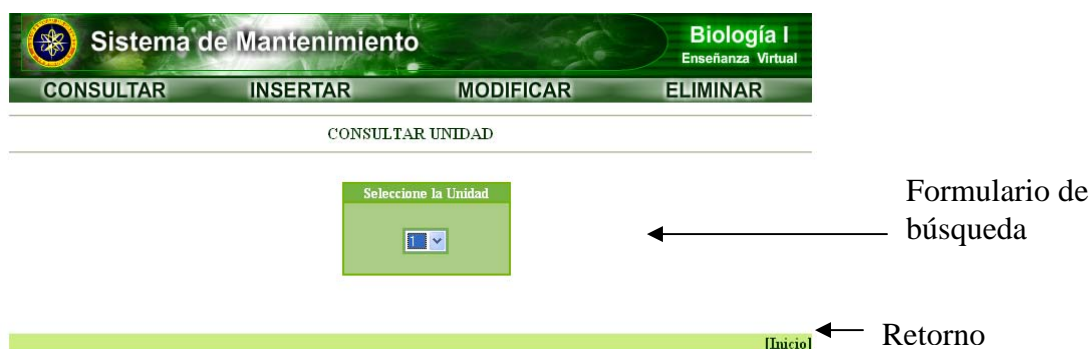 Sistema de Mantenimiento
Biología I
Enseñanza Virtual
CONSULTAR INSERTAR MODIFICAR ELIMINAR
CONSULTAR UNIDAD
Seleccione la Unidad
1
Formulario de
búsqueda
[Inicio]
Retorno